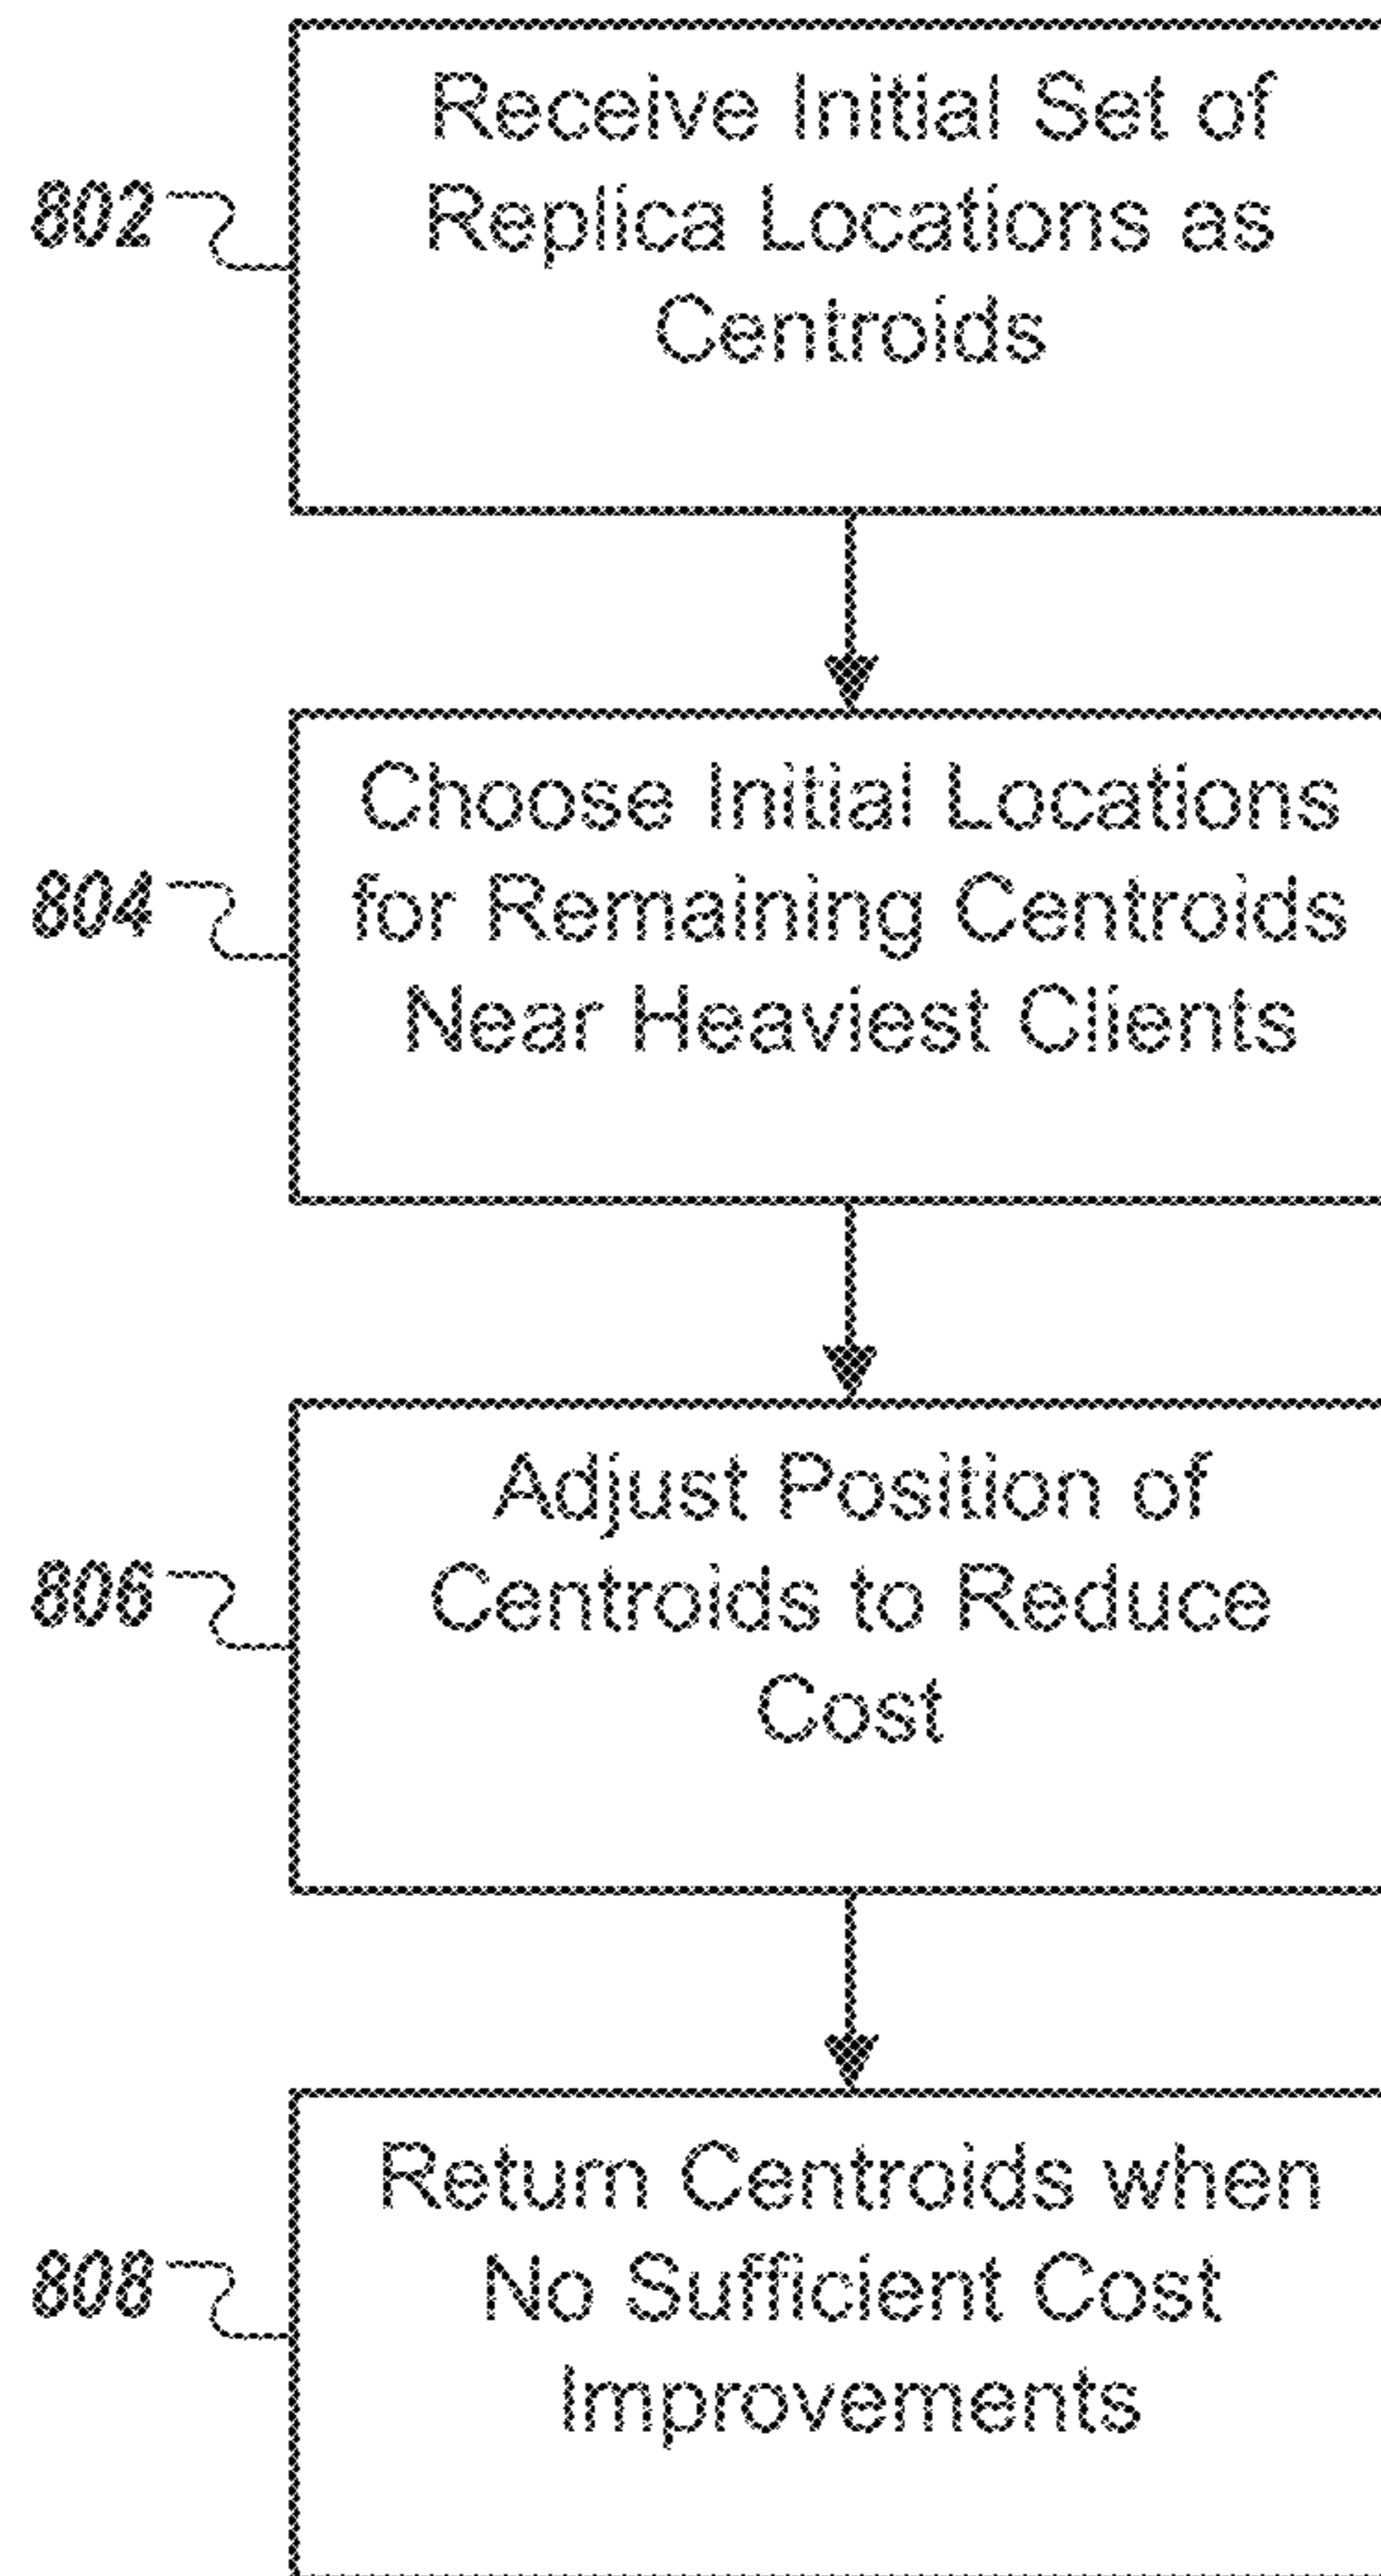 Receive Initial Set of
802
Replica Locations as
Centroids
Choose Initial Locations
804
for Remaining Centroids
Near Heaviest Clients
Adjust Position of
806
Centroids to Reduce
Cost
Return Centroids when
808
No Sufficient Cost
Improvements